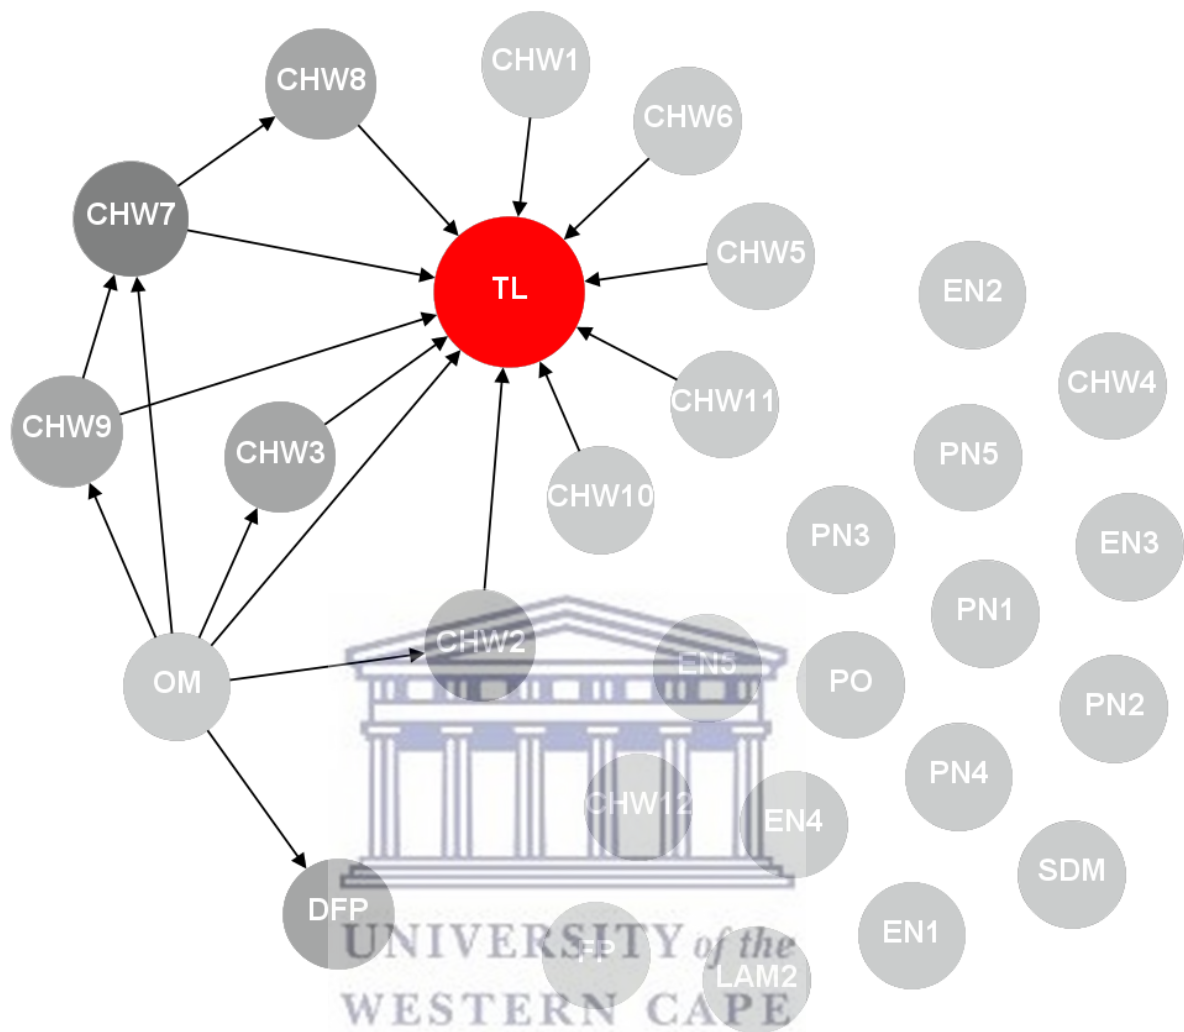 CHW1
CHW8
CHW6
CHW7
CHW5
TL
EN2
CHW4
CHW11
CHW9
CHW3
PN5
CHW10
PN3
EN3
PN1
CHW2
EN5
OM
PO
PN2
PN4
CHW12
EN4
SDM
DFP
EN1
UNIVERSITY of the
FP
LAM2
WESTERN CAPE